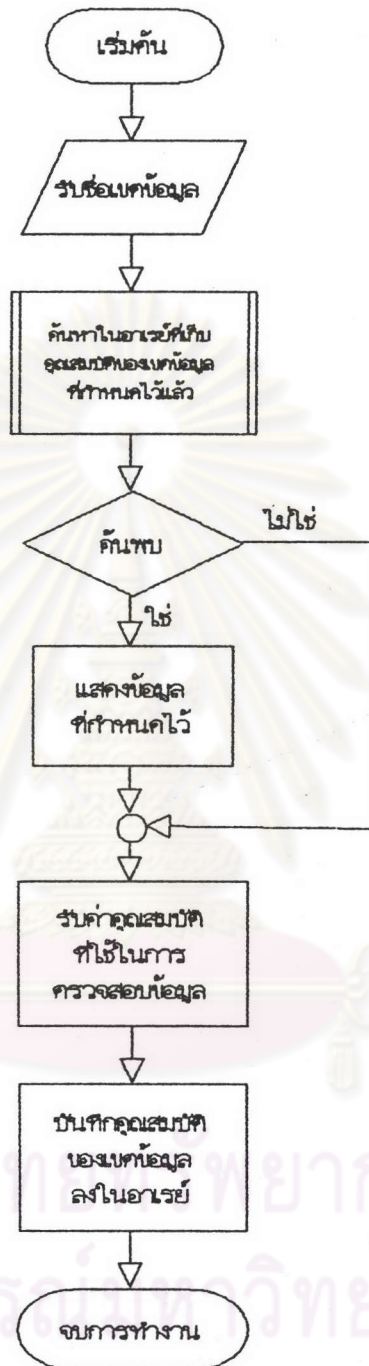 เริ่มต้น
รับชื่อเขตข้อมูล
ค้นหาในอาเรย์ที่เก็บ
คุณสมบัติของเขตข้อมูล
ที่กำหนดไว้แล้ว
ค้นพบ
ไม่ใช่
ใช่
แสดงข้อมูล
ที่กำหนดไว้
รับค่าคุณสมบัติ
ที่ใช้ในการ
ตรวจสอบข้อมูล
บันทึกคุณสมบัติ
ของเขตข้อมูล
ลงในอาเรย์
จบการทำงาน